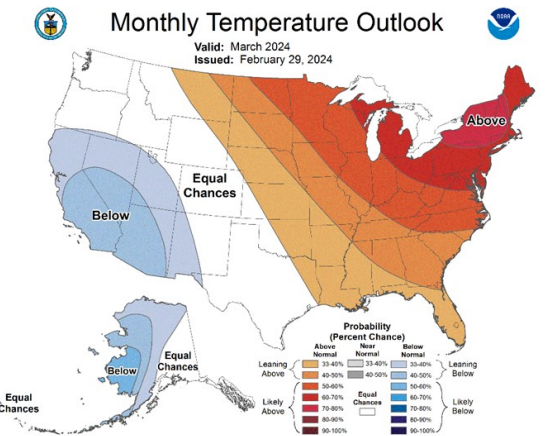 Monthly Temperature Outlook
NOAA
Valid: March 2024
Issued: February 29, 2024
Above
Equal
Chances
Below
Below
Equal
Chances
Equal
Chances
Probability
(Percent Chance)
Above Normal
Near Normal
Below Normal
Leaning Above
33-40%
33-40%
33-40%
Leaning Below
40-50%
40-50%
40-50%
Likely Above
50-60%
50-60%
Likely Below
60-70%
Equal Chances
60-70%
70-80%
70-80%
80-90%
80-90%
90-100%
90-100%